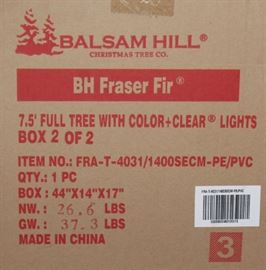 BALSAM HILL®
CHRISTMAS TREE CO.
BH Fraser Fir®
7.5' FULL TREE WITH COLOR+CLEAR® LIGHTS
BOX 2 OF 2
ITEM NO.: FRA-T-4031/1400SECM-PE/PVC
QTY.: 1 PC
BOX : 44"X14"X17"
NW. : 26.6 LBS
GW. : 37.3 LBS
MADE IN CHINA
3